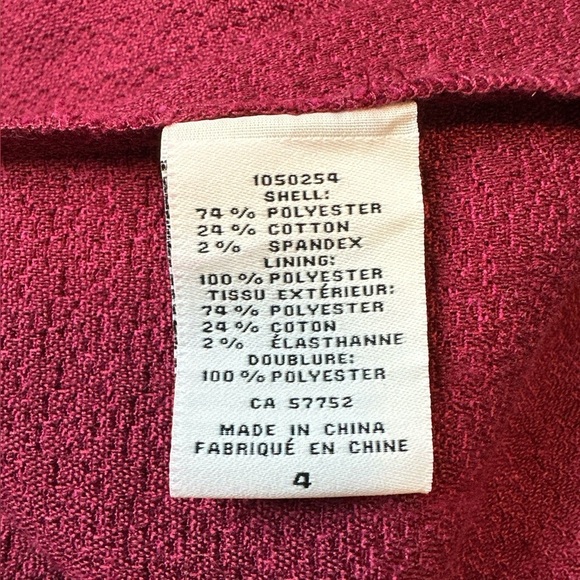 1050254
SHELL:
74 % POLYESTER
24 % COTTON
2 % SPANDEX
LINING:
100 % POLYESTER
TISSU EXTÉRIEUR:
74 % POLYESTER
24 % COTON
2 % ÉLASTHANNE
DOUBLURE:
100 % POLYESTER
CA 57752
MADE IN CHINA
FABRIQUÉ EN CHINE
4